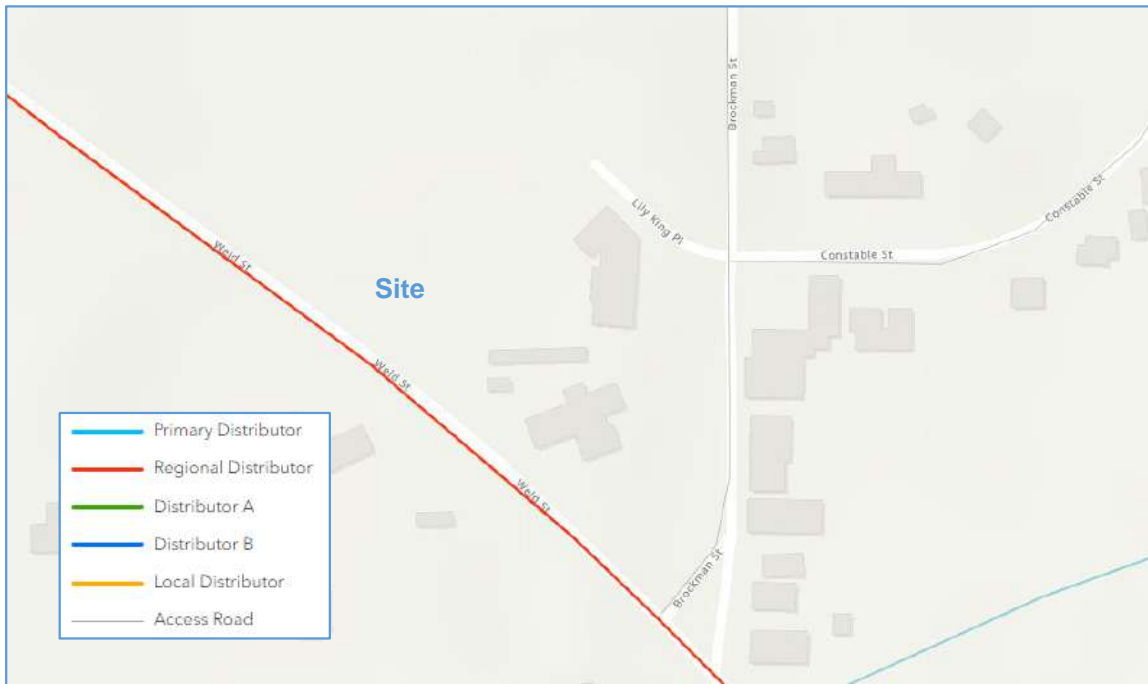 Brockman St
Lily King Pl
Constable St
Constable St
Weld St
Site
Weld St
Weld St
Brockman St
Primary Distributor
Regional Distributor
Distributor A
Distributor B
Local Distributor
Access Road